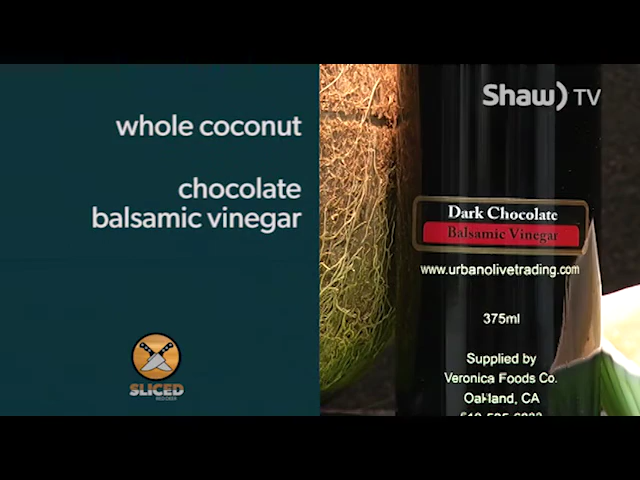 whole coconut
chocolate
balsamic vinegar
SLICED
Shaw) TV
Dark Chocolate
Balsamic Vinegar
www.urbanolivetrading.com
375ml
Supplied by
Veronica Foods Co.
Oakland, CA